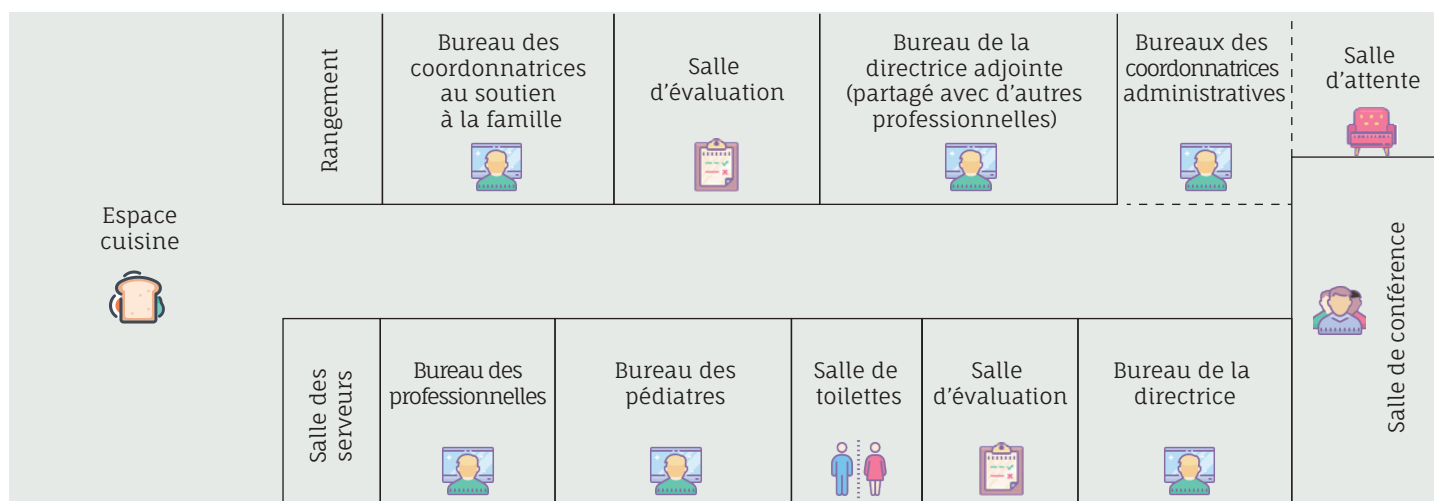 Rangement
Bureau des
coordonnatrices
au soutien
à la famille
Salle
d’évaluation
Bureau de la
directrice adjointe
(partagé avec d’autres
professionnelles)
Bureaux des
coordonnatrices
administratives
Salle
d’attente
Espace
cuisine
Salle de conférence
Salle des
serveurs
Bureau des
professionnelles
Bureau des
pédiatres
Salle de
toilettes
Salle
d’évaluation
Bureau de la
directrice